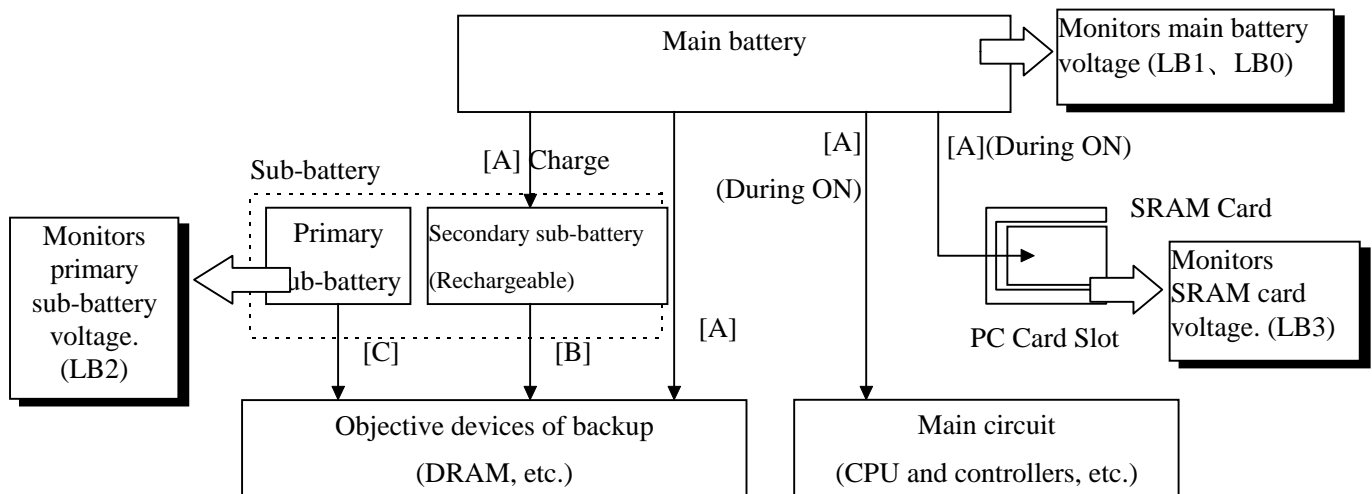 Main battery
Monitors main battery
voltage (LB1、LB0)
[A] Charge
[A]
(During ON)
[A](During ON)
Sub-battery
Primary
sub-battery
Secondary sub-battery
(Rechargeable)
Monitors
primary
sub-battery
voltage.
(LB2)
SRAM Card
Monitors
SRAM card
voltage. (LB3)
PC Card Slot
[C]
[B]
[A]
Objective devices of backup
(DRAM, etc.)
Main circuit
(CPU and controllers, etc.)